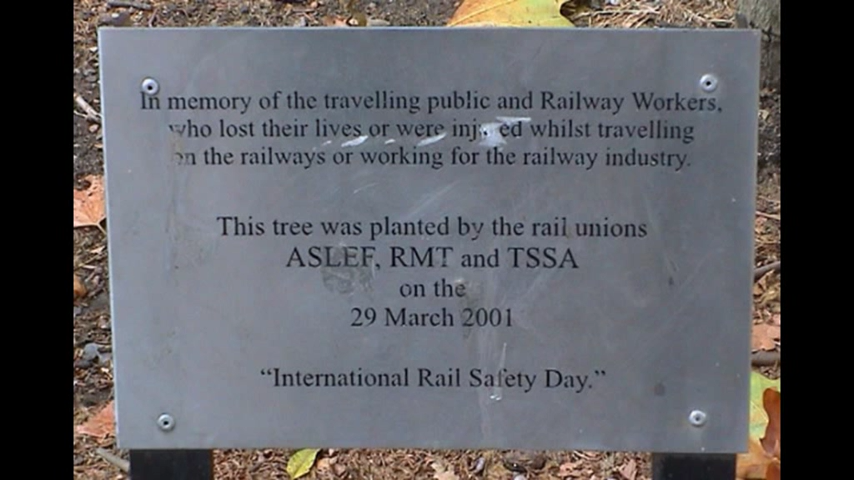 In memory of the travelling public and Railway Workers,
who lost their lives or were injured whilst travelling
on the railways or working for the railway industry.
This tree was planted by the rail unions
ASLEF, RMT and TSSA
on the
29 March 2001
“International Rail Safety Day.”